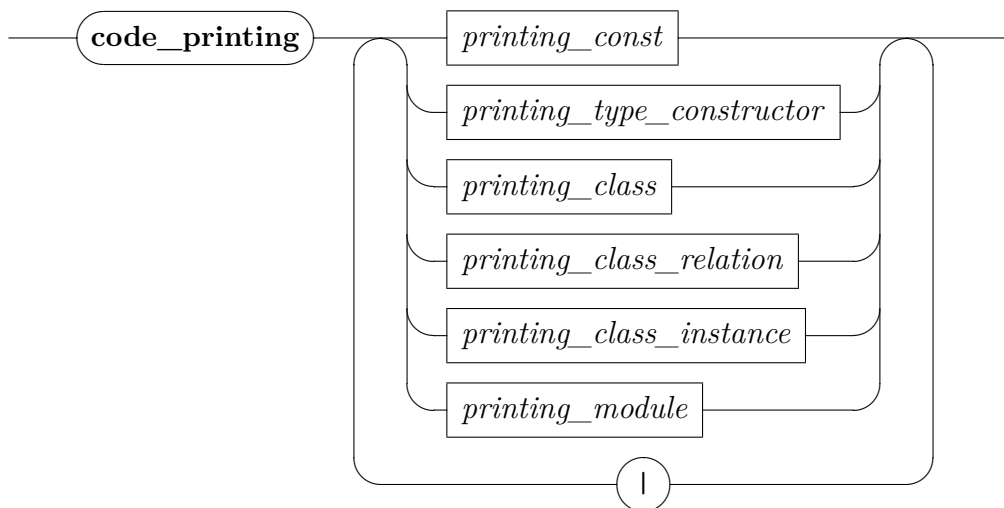 code_printing printing_const
printing_type_constructor
printing_class
printing_class_relation
printing_class_instance
printing_module
|